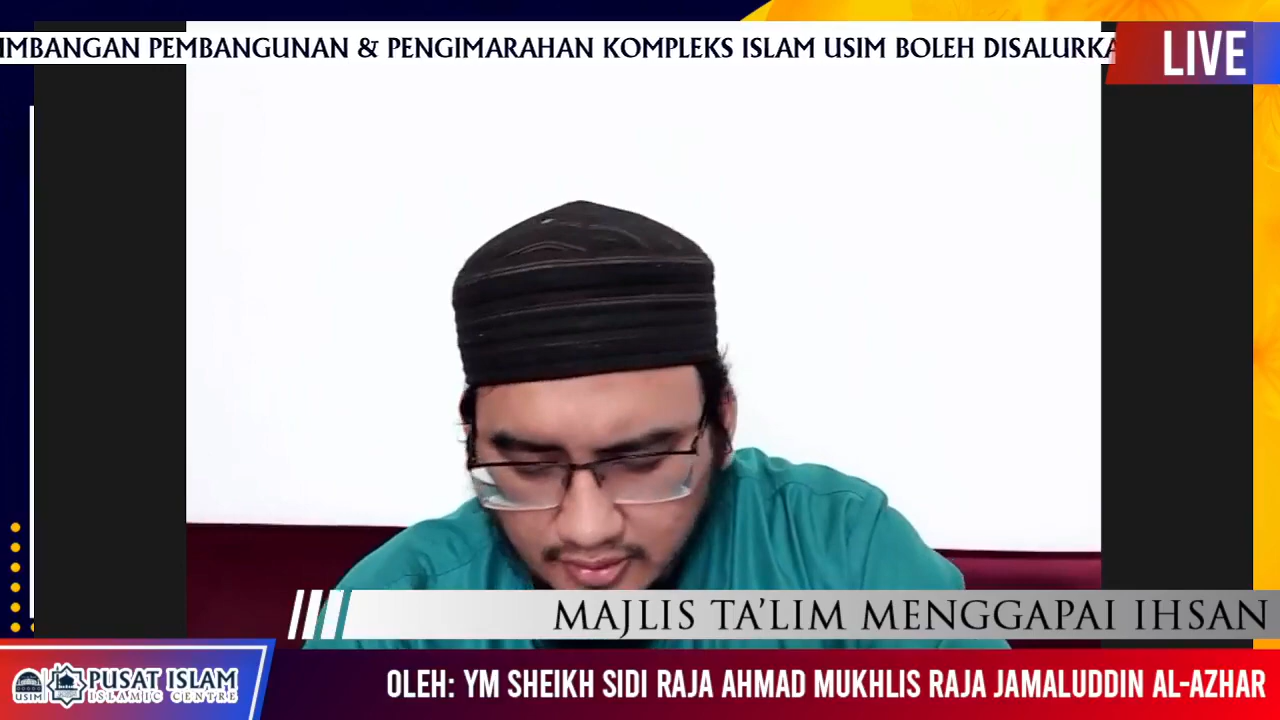 IMBANGAN PEMBANGUNAN & PENGIMARAHAN KOMPLEKS ISLAM USIM BOLEH DISALURKA
LIVE
MAJLIS TA'LIM MENGGAPAI IHSAN
USIM
PUSAT ISLAM
ISLAMIC CENTRE
OLEH: YM SHEIKH SIDI RAJA AHMAD MUKHLIS RAJA JAMALUDDIN AL-AZHAR